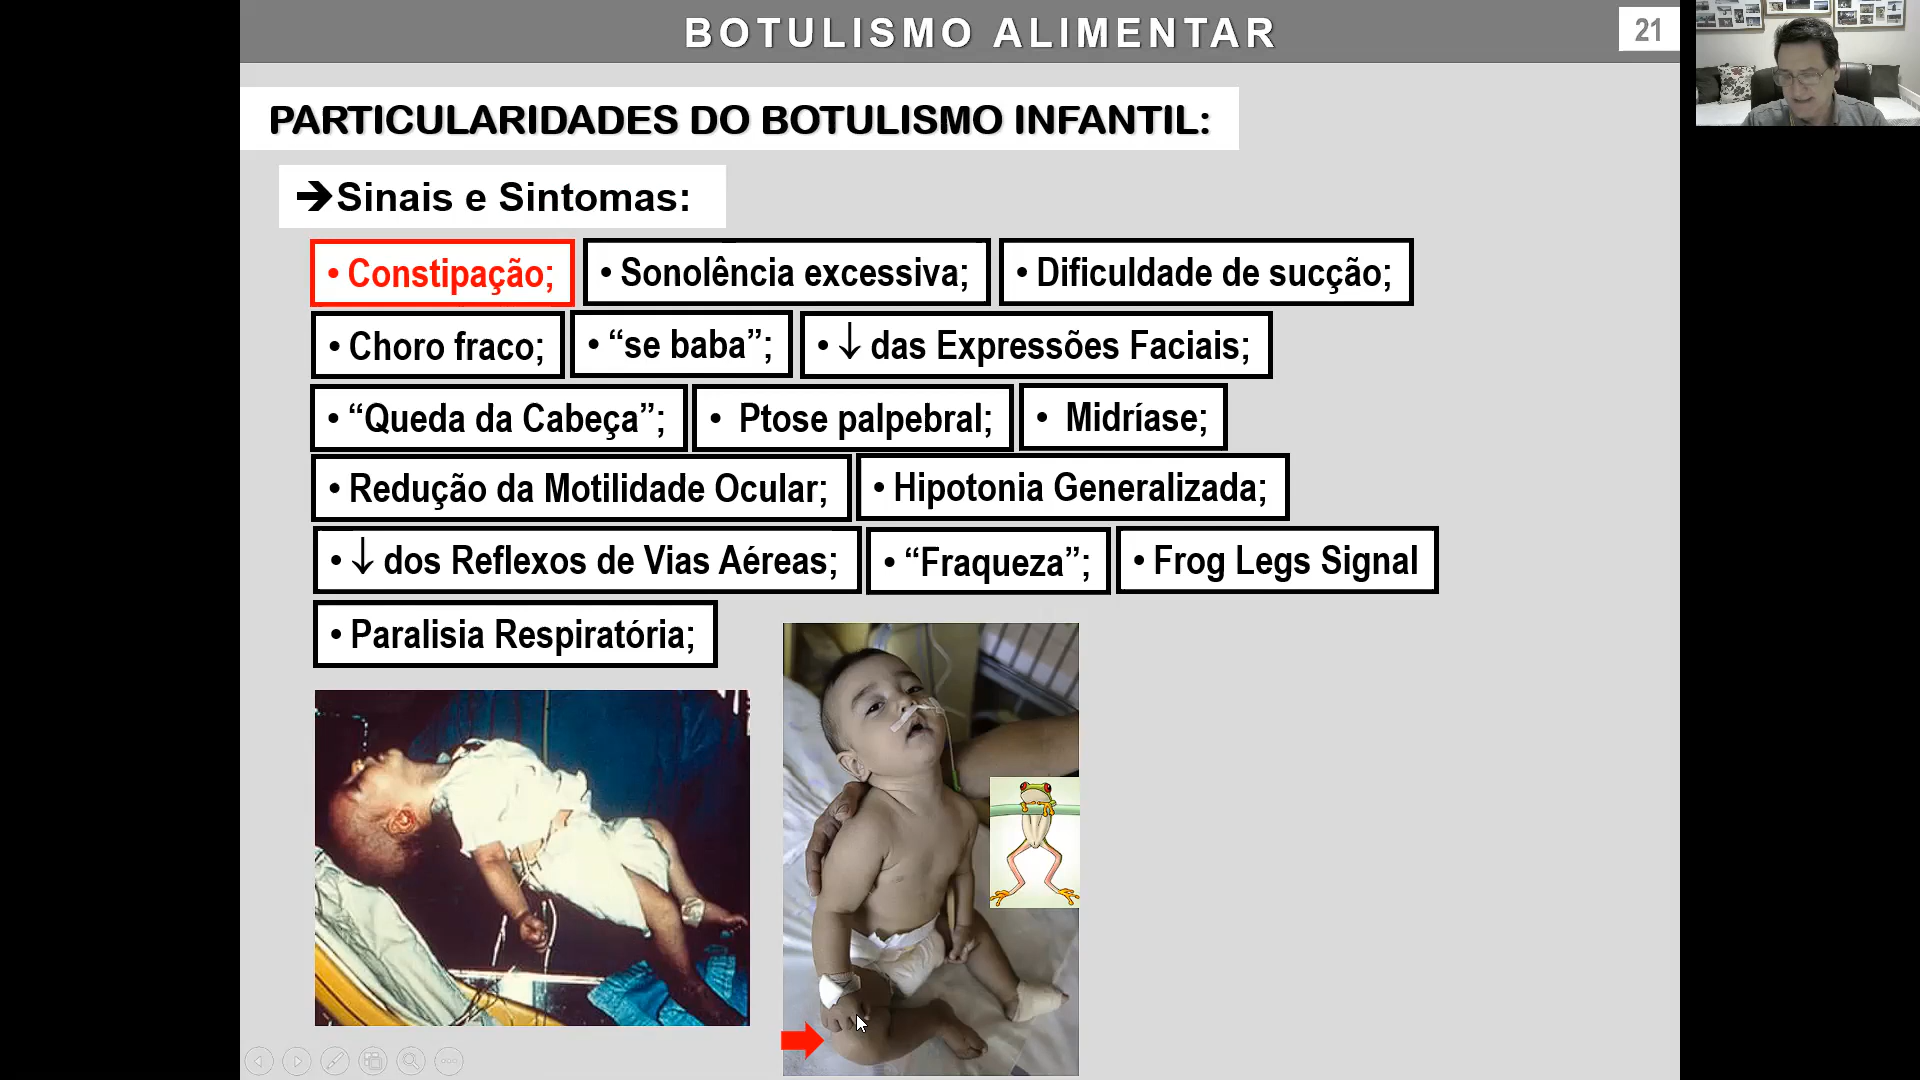 BOTULISMO ALIMENTAR
21
PARTICULARIDADES DO BOTULISMO INFANTIL:
➔Sinais e Sintomas:
• Constipação; • Sonolência excessiva; • Dificuldade de sucção;
• Choro fraco; • “se baba”; • ↓ das Expressões Faciais;
• “Queda da Cabeça”; • Ptose palpebral; • Midríase;
• Redução da Motilidade Ocular; • Hipotonia Generalizada;
• ↓ dos Reflexos de Vias Aéreas; • “Fraqueza”; • Frog Legs Signal
• Paralisia Respiratória;